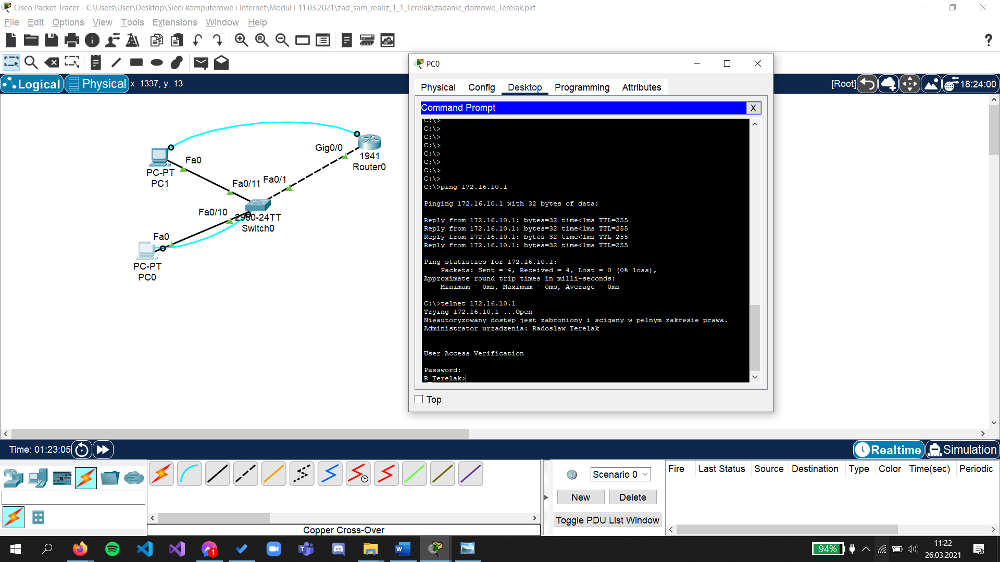 Cisco Packet Tracer - C:\Users\User\Desktop\Sieci komputerowe i Internet\Moduł I 11.03.2021\zad_sam_realiz_1_1_Terelak\zadanie_domowe_Terelak.pkt
File Edit Options View Tools Extensions Window Help
Logical Physical x: 1337, y: 13
[Root] 18:24:00
PC0
Physical Config Desktop Programming Attributes
Command Prompt X
C:\>
C:\>
C:\>
C:\>
C:\>
C:\>
C:\>
C:\>
C:\>ping 172.16.10.1
Pinging 172.16.10.1 with 32 bytes of data:
Reply from 172.16.10.1: bytes=32 time<1ms TTL=255
Reply from 172.16.10.1: bytes=32 time<1ms TTL=255
Reply from 172.16.10.1: bytes=32 time<1ms TTL=255
Reply from 172.16.10.1: bytes=32 time<1ms TTL=255
Ping statistics for 172.16.10.1:
Packets: Sent = 4, Received = 4, Lost = 0 (0% loss),
Approximate round trip times in milli-seconds:
Minimum = 0ms, Maximum = 0ms, Average = 0ms
C:\>telnet 172.16.10.1
Trying 172.16.10.1 ...Open
Nieautoryzowany dostep jest zabroniony i scigany w pelnym zakresie prawa.
Administrator urzadzenia: Radoslaw Terelak
User Access Verification
Password:
R_Terelak>
Top
Gig0/0
1941
Router0
Fa0
PC-PT
PC1
Fa0/11
Fa0/1
Fa0/10
2960-24TT
Switch0
Fa0
PC-PT
PC0
Time: 01:23:05
Realtime Simulation
Scenario 0
New Delete
Toggle PDU List Window
Fire Last Status Source Destination Type Color Time(sec) Periodic
Copper Cross-Over
1
94%
11:22
26.03.2021